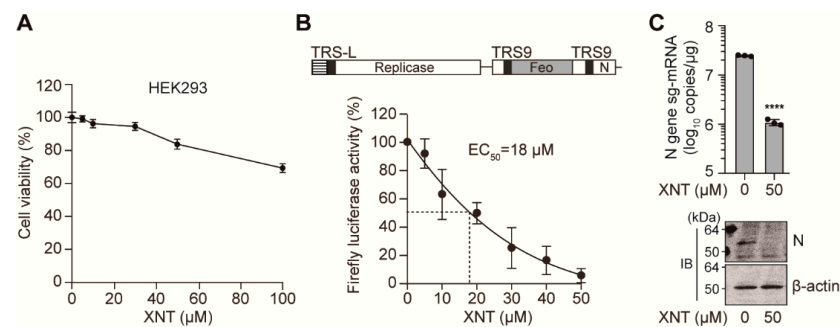 A
HEK293
Cell viability (%)
120
100
80
60
40
20
0
0 20 40 60 80 100
XNT (µM)
B
TRS-L TRS9 TRS9
Replicase Feo N
Firefly luciferase activity (%)
120
100
80
60
40
20
0
EC50=18 µM
0 10 20 30 40 50
XNT (µM)
C
N gene sg-mRNA
(log10 copies/µg)
8
7
6
5
****
XNT (µM) 0 50
(kDa)
64
50
N
IB
64
50
β-actin
XNT (µM) 0 50